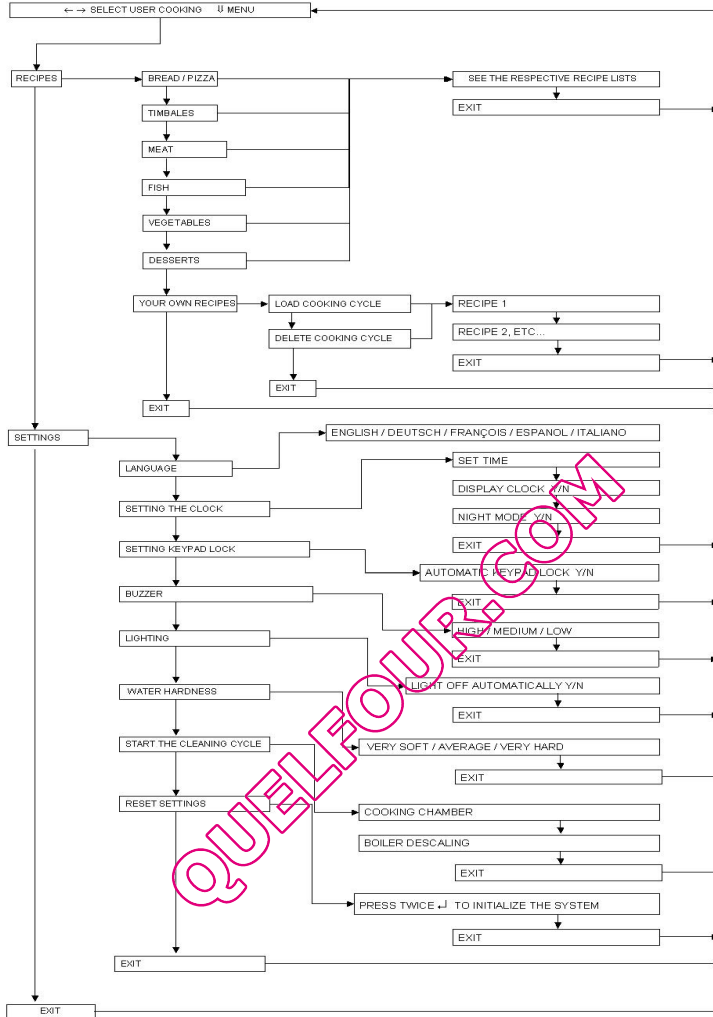 ← → SELECT USER COOKING ⇓ MENU
RECIPES
BREAD / PIZZA
SEE THE RESPECTIVE RECIPE LISTS
EXIT
TIMBALES
MEAT
FISH
VEGETABLES
DESSERTS
YOUR OWN RECIPES
LOAD COOKING CYCLE
RECIPE 1
RECIPE 2, ETC...
DELETE COOKING CYCLE
EXIT
EXIT
EXIT
SETTINGS
ENGLISH / DEUTSCH / FRANÇOIS / ESPANOL / ITALIANO
LANGUAGE
SET TIME
DISPLAY CLOCK Y/N
SETTING THE CLOCK
NIGHT MODE Y/N
EXIT
SETTING KEYPAD LOCK
AUTOMATIC KEYPAD LOCK Y/N
EXIT
BUZZER
HIGH / MEDIUM / LOW
EXIT
LIGHTING
LIGHT OFF AUTOMATICALLY Y/N
EXIT
WATER HARDNESS
VERY SOFT / AVERAGE / VERY HARD
EXIT
START THE CLEANING CYCLE
COOKING CHAMBER
BOILER DESCALING
EXIT
RESET SETTINGS
PRESS TWICE ↵ TO INITIALIZE THE SYSTEM
EXIT
EXIT
EXIT
QUELFOUR.COM